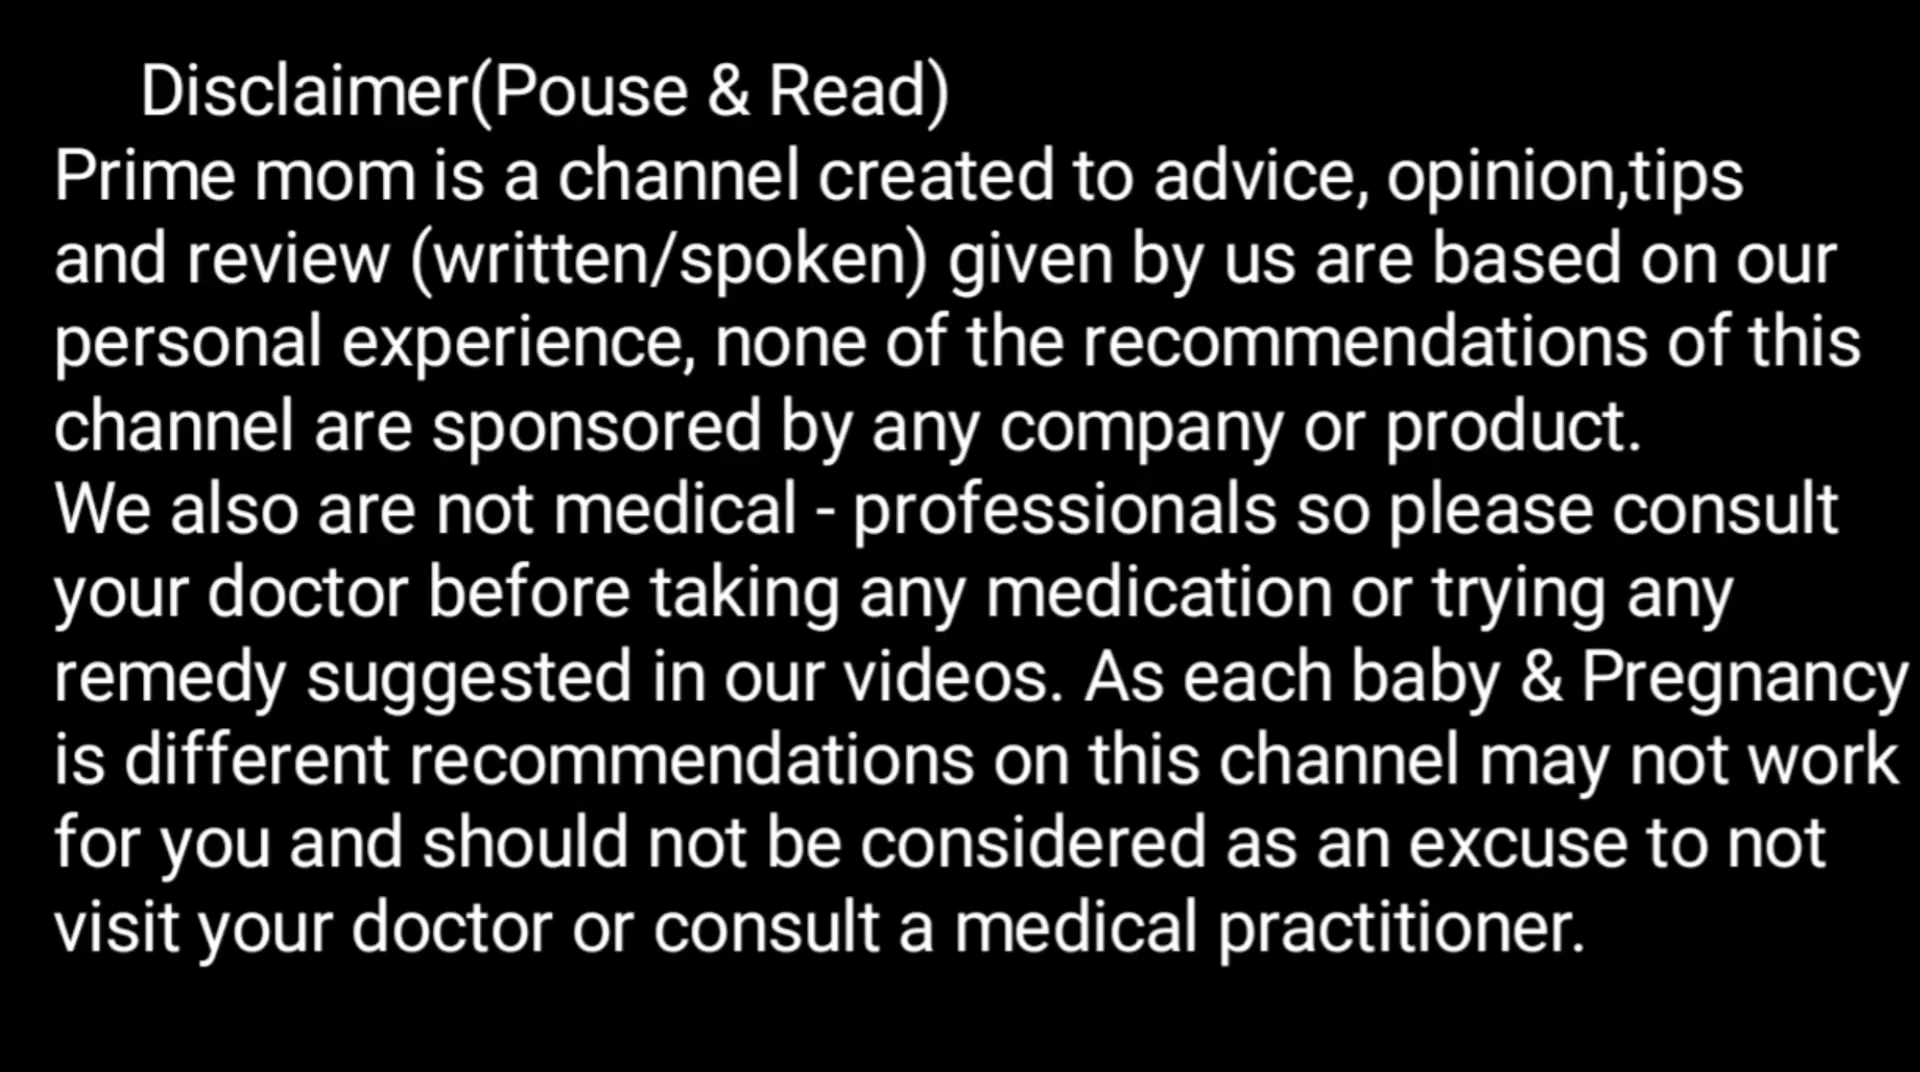 Disclaimer(Pouse & Read)
Prime mom is a channel created to advice, opinion,tips
and review (written/spoken) given by us are based on our
personal experience, none of the recommendations of this
channel are sponsored by any company or product.
We also are not medical - professionals so please consult
your doctor before taking any medication or trying any
remedy suggested in our videos. As each baby & Pregnancy
is different recommendations on this channel may not work
for you and should not be considered as an excuse to not
visit your doctor or consult a medical practitioner.